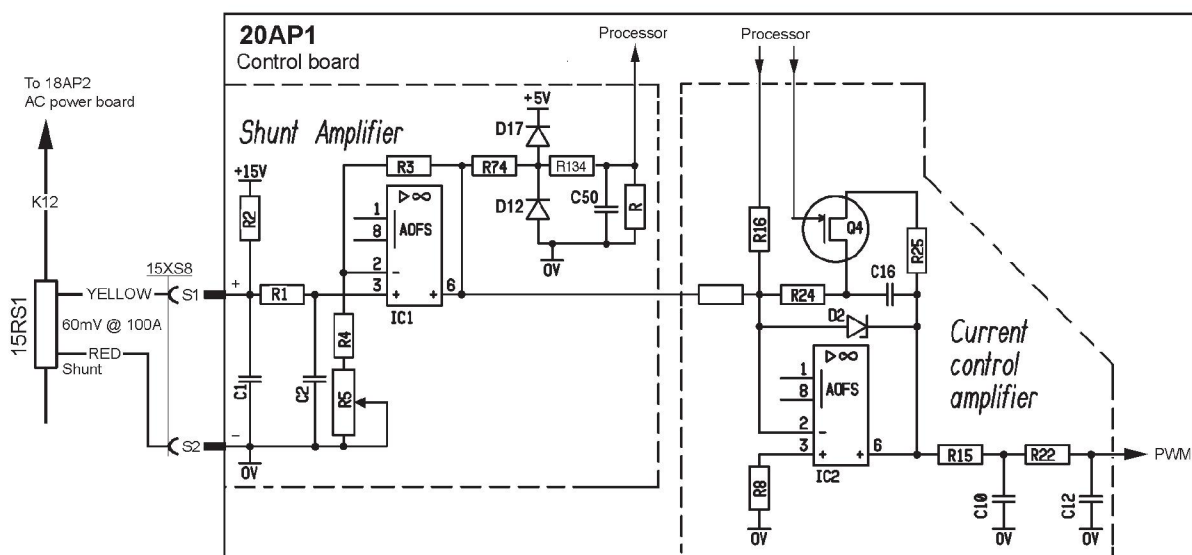 20AP1
Control board
Processor
Processor
To 18AP2
AC power board
+5V
Shunt Amplifier
D17
+15V
R3
R74
R134
K12
R2
▷∞
C50
R
D12
1
AOFS
8
R16
Q4
R25
0V
15XS8
2
−
C16
+
YELLOW
S1
R1
3
+
+
6
R24
15RS1
60mV @ 100A
IC1
D2
RED
R4
Shunt
▷∞
Current
control
amplifier
C1
C2
R5
1
AOFS
8
−
S2
2
−
3
+
+
6
R15
R22
PWM
0V
R8
IC2
C10
C12
0V
0V
0V